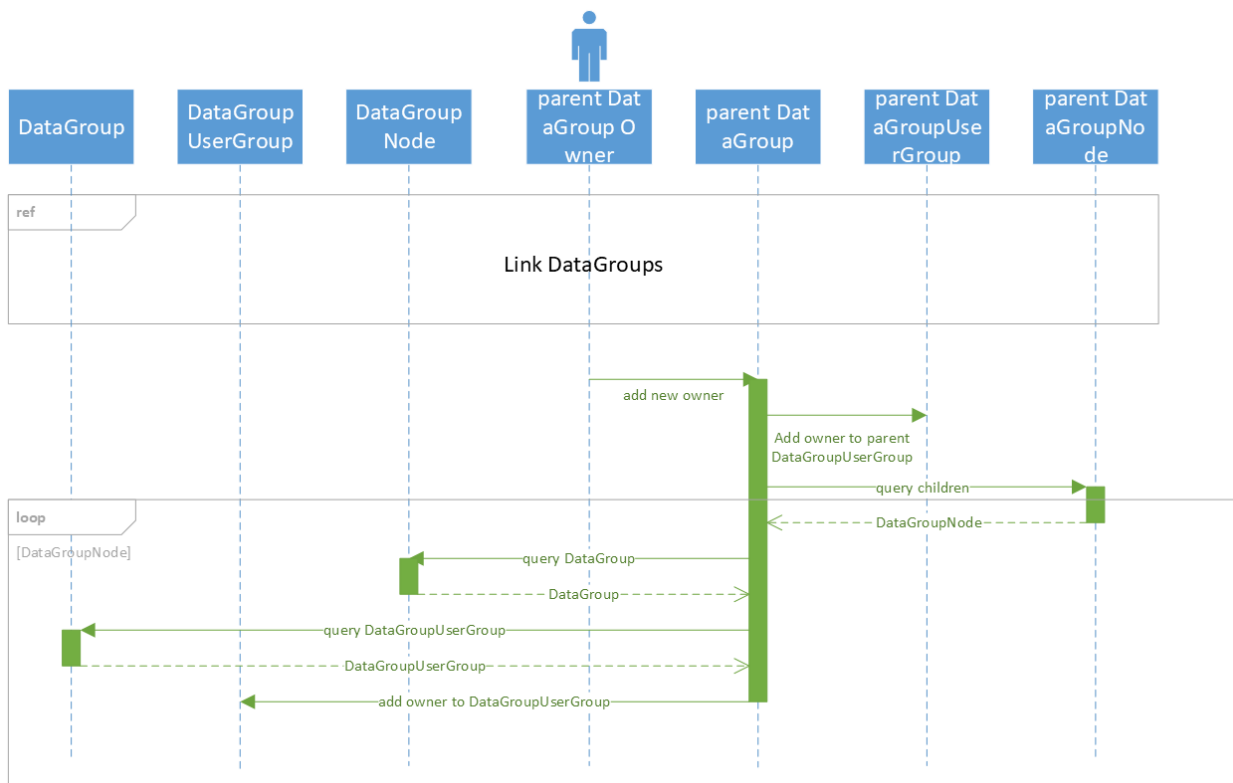 DataGroup
DataGroup
UserGroup
DataGroup
Node
parent Dat
aGroup O
wner
parent Dat
aGroup
parent Dat
aGroupUse
rGroup
parent Dat
aGroupNo
de
ref
Link DataGroups
add new owner
Add owner to parent
DataGroupUserGroup
query children
loop
DataGroupNode
[DataGroupNode]
query DataGroup
DataGroup
query DataGroupUserGroup
DataGroupUserGroup
add owner to DataGroupUserGroup